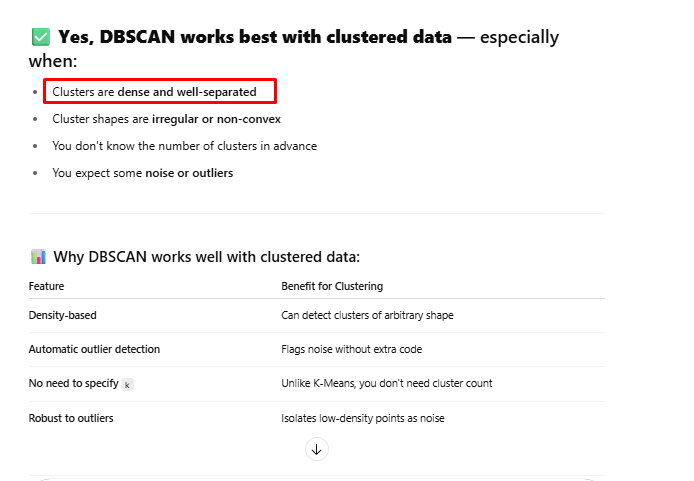 ✅ Yes, DBSCAN works best with clustered data — especially
when:
• Clusters are dense and well-separated
• Cluster shapes are irregular or non-convex
• You don't know the number of clusters in advance
• You expect some noise or outliers
📊 Why DBSCAN works well with clustered data:
Feature Benefit for Clustering
Density-based Can detect clusters of arbitrary shape
Automatic outlier detection Flags noise without extra code
No need to specify k Unlike K-Means, you don't need cluster count
Robust to outliers Isolates low-density points as noise